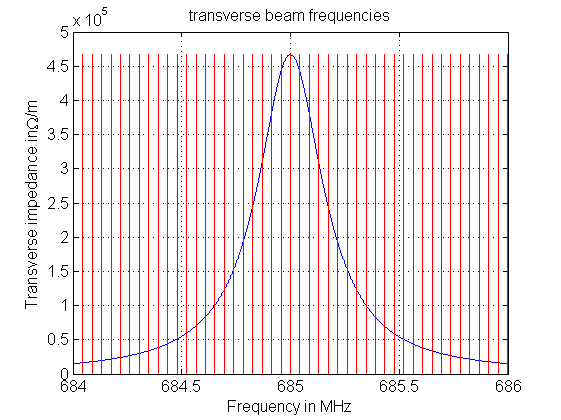 transverse beam frequencies
x 10^5
5
4.5
4
3.5
3
2.5
2
1.5
1
0.5
0
Transverse impedance inΩ/m
684 684.5 685 685.5 686
Frequency in MHz